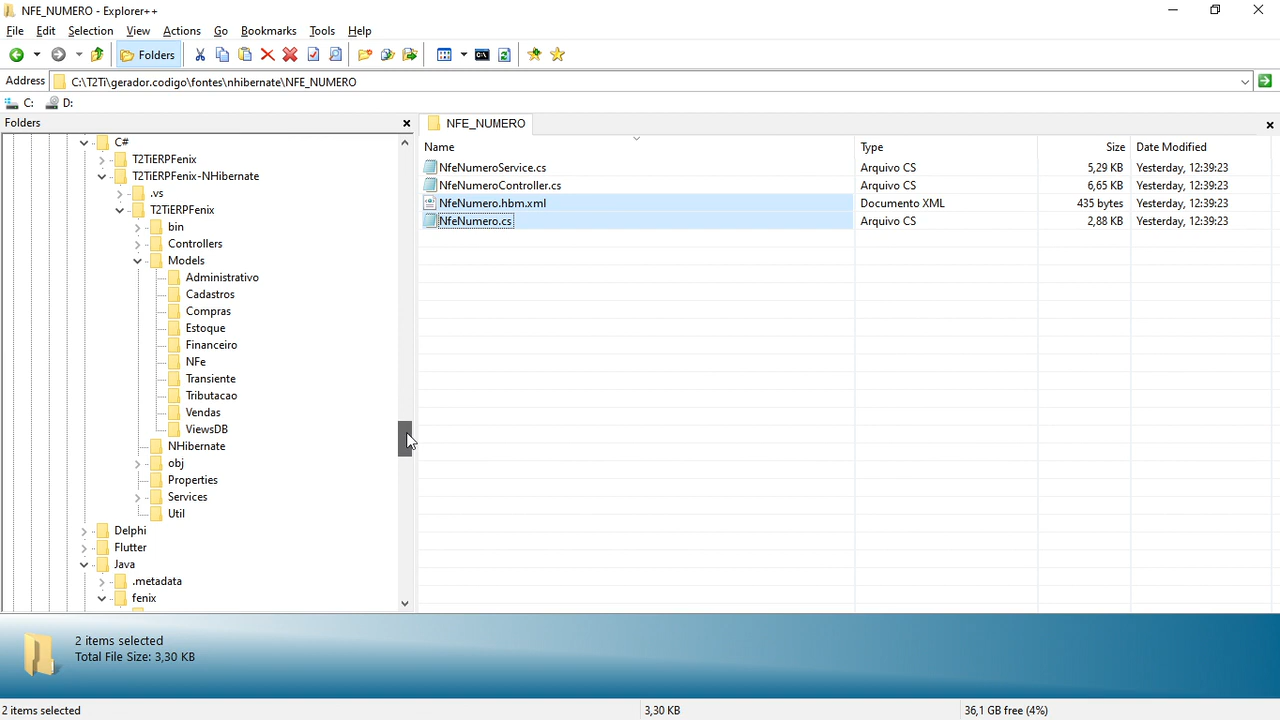 NFE_NUMERO - Explorer++
File Edit Selection View Actions Go Bookmarks Tools Help
Folders
Address C:\T2Ti\gerador.codigo\fontes\nhibernate\NFE_NUMERO
C: D:
Folders
C#
T2TiERPFenix
T2TiERPFenix-NHibernate
.vs
T2TiERPFenix
bin
Controllers
Models
Administrativo
Cadastros
Compras
Estoque
Financeiro
NFe
Transiente
Tributacao
Vendas
ViewsDB
NHibernate
obj
Properties
Services
Util
Delphi
Flutter
Java
.metadata
fenix
NFE_NUMERO
Name Type Size Date Modified
NfeNumeroService.cs Arquivo CS 5,29 KB Yesterday, 12:39:23
NfeNumeroController.cs Arquivo CS 6,65 KB Yesterday, 12:39:23
NfeNumero.hbm.xml Documento XML 435 bytes Yesterday, 12:39:23
NfeNumero.cs Arquivo CS 2,88 KB Yesterday, 12:39:23
2 items selected
Total File Size: 3,30 KB
2 items selected 3,30 KB 36,1 GB free (4%)